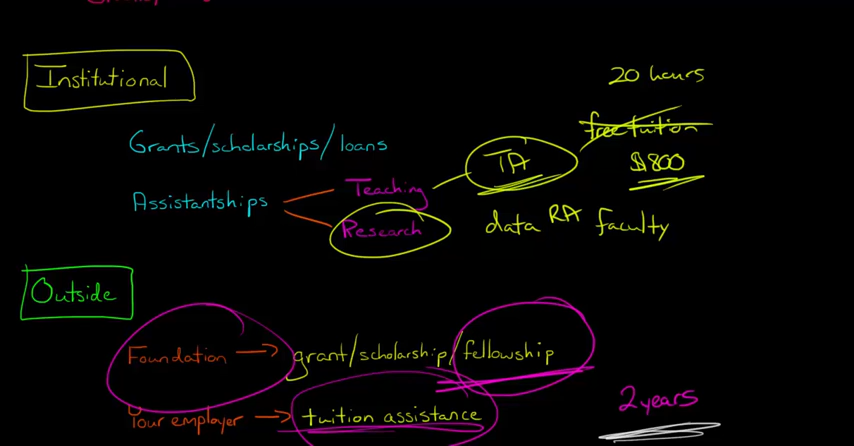 Institutional
20 hours
free tuition
Grants/scholarships/loans
TA
$800
Assistantships
Teaching
Research
data RA faculty
Outside
Foundation → grant/scholarship/fellowship
Your employer → tuition assistance
2 years